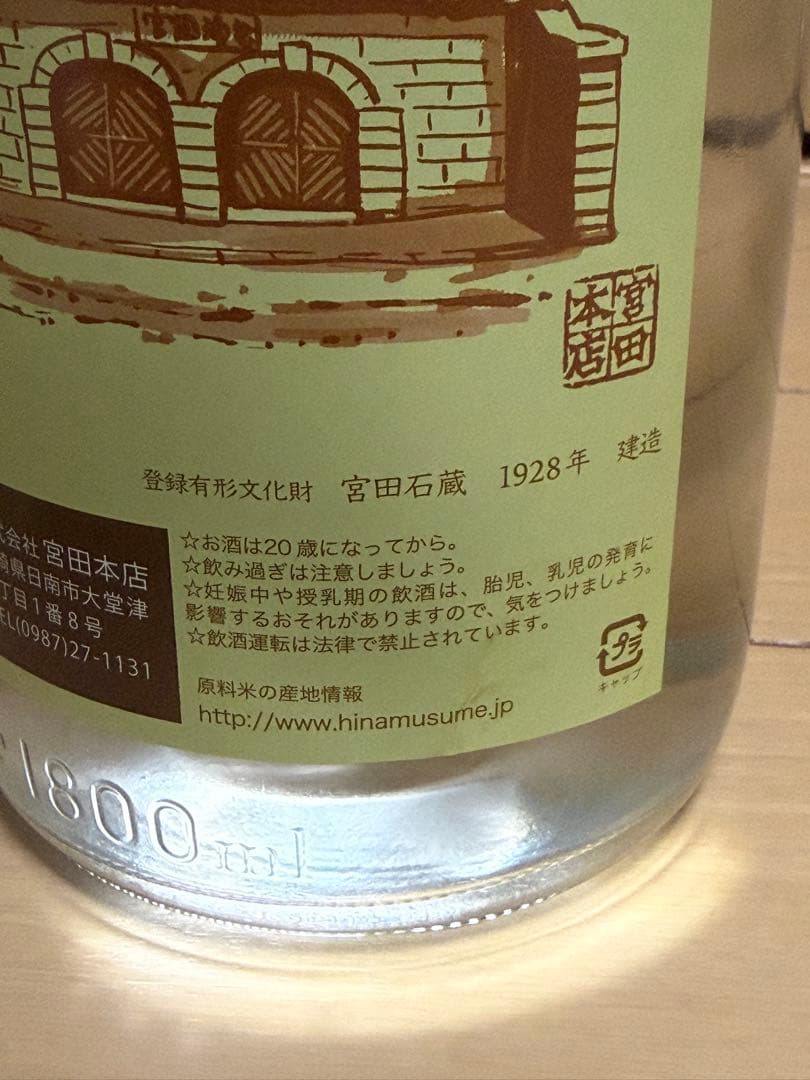 宮田
本店
登録有形文化財 宮田石蔵 1928年 建造
会社 宮田本店
県日南市大堂津
丁目1番8号
TEL(0987)27-1131
☆お酒は20歳になってから。
☆飲み過ぎは注意しましょう。
☆妊娠中や授乳期の飲酒は、胎児、乳児の発育に
影響するおそれがありますので、気をつけましょう。
☆飲酒運転は法律で禁止されています。
原料米の産地情報
http://www.hinamusume.jp
プラ
キャップ
1800ml